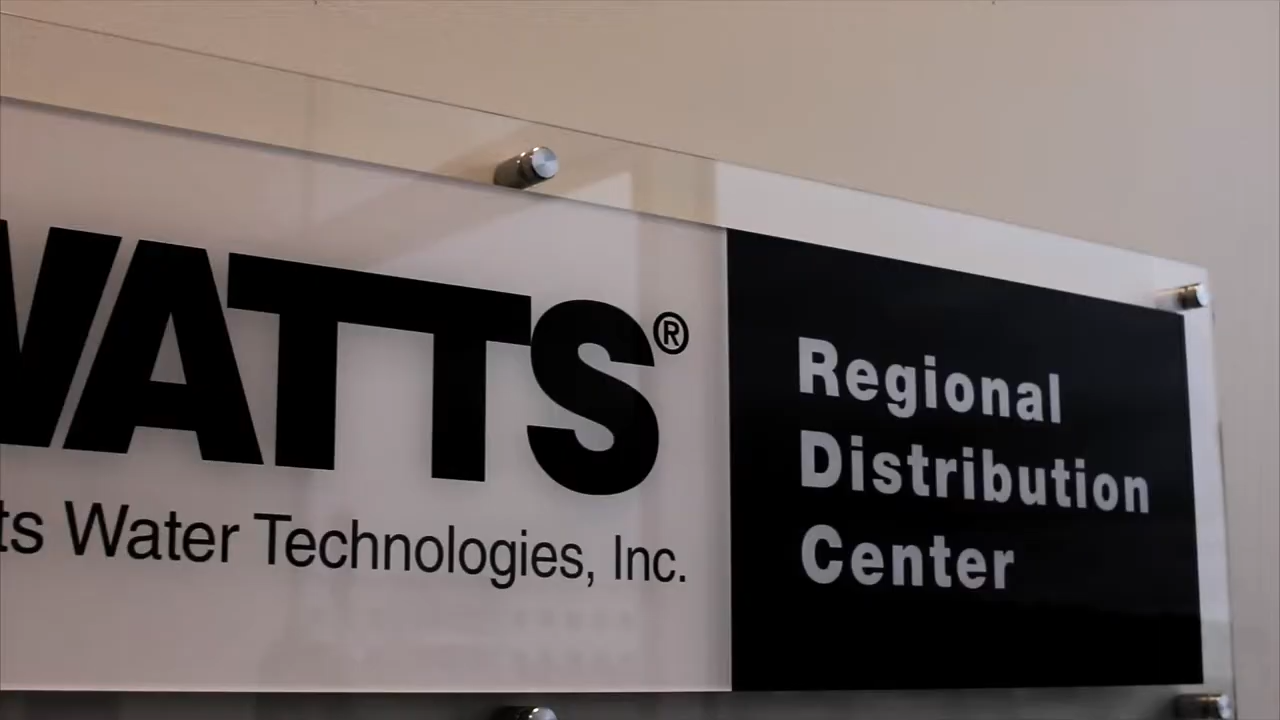 WATTS®
ts Water Technologies, Inc.
Regional
Distribution
Center